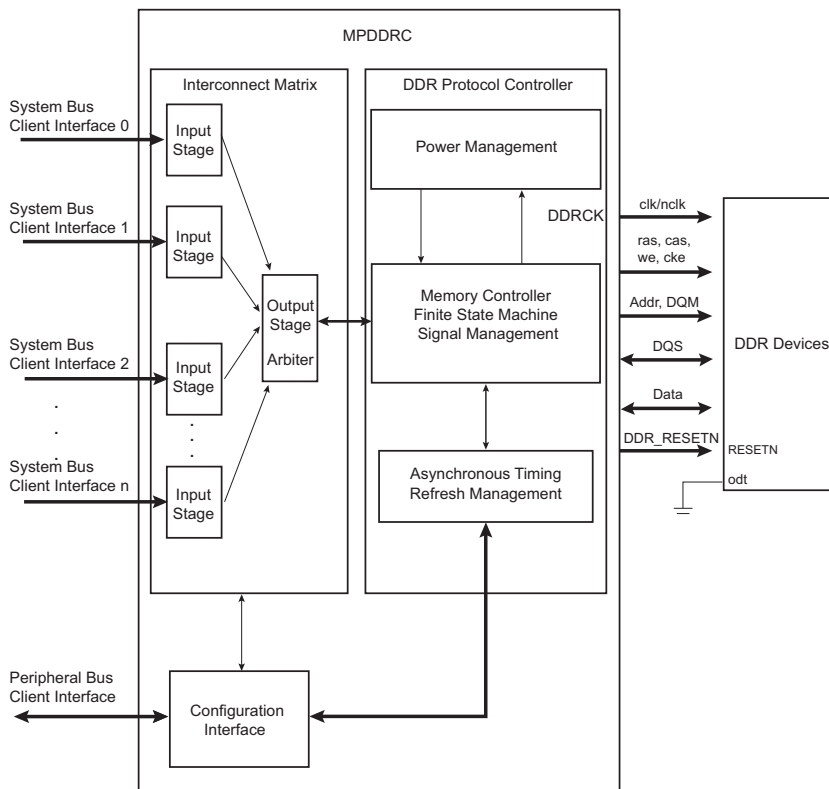 MPDDRC
Interconnect Matrix
DDR Protocol Controller
System Bus
Client Interface 0
Input
Stage
Power Management
System Bus
Client Interface 1
Input
Stage
DDRCK
clk/nclk
ras, cas,
we, cke
Output
Stage
Arbiter
Memory Controller
Finite State Machine
Signal Management
Addr, DQM
DQS
Data
DDR_RESETN
DDR Devices
RESETN
odt
System Bus
Client Interface 2
Input
Stage
System Bus
Client Interface n
Input
Stage
Asynchronous Timing
Refresh Management
Peripheral Bus
Client Interface
Configuration
Interface